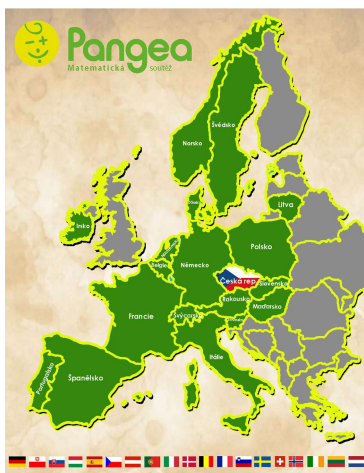 Pangea
Matematická soutěž
Švédsko
Norsko
Litva
Irsko
Polsko
Belgie
Německo
Česká rep.
Slovensko
Rakousko
Maďarsko
Francie
Švýcarsko
Itálie
Portugalsko
Španělsko